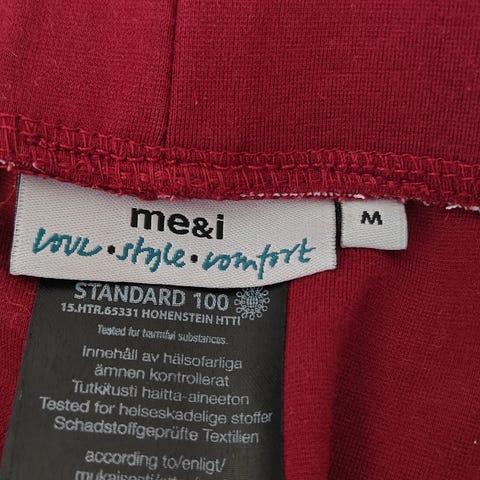 me&i
love • style • comfort
M
STANDARD 100
15.HTR.65331 HOHENSTEIN HTTI
Tested for harmful substances.
Innehåll av hälsofarliga
ämnen kontrollerat
Tutkitusti haitta-aineeton
Tested for helseskadelige stoffer
Schadstoffgeprüfte Textilien
according to/enligt/
mukaisesti/